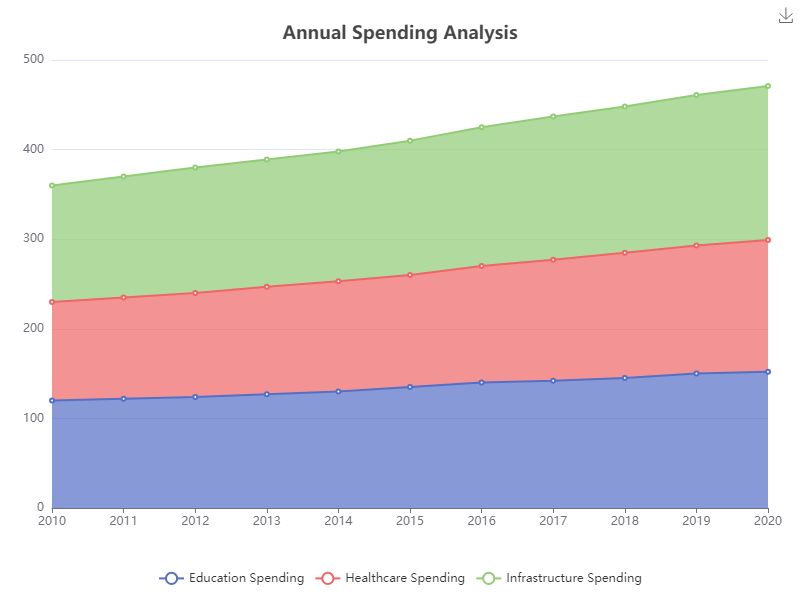 Annual Spending Analysis
500
400
300
200
100
0
2010 2011 2012 2013 2014 2015 2016 2017 2018 2019 2020
Education Spending Healthcare Spending Infrastructure Spending